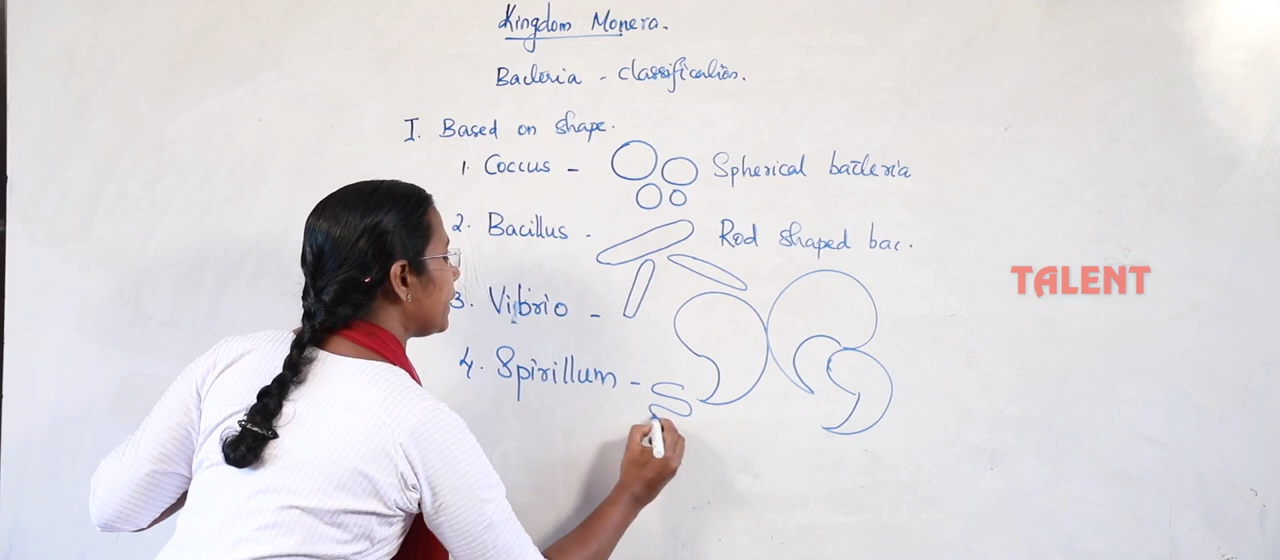 Kingdom Monera.
Bacteria - classification.
I. Based on shape.
1. Coccus - Spherical bacteria
2. Bacillus - Rod shaped bac.
3. Vibrio -
4. Spirillum -
TALENT